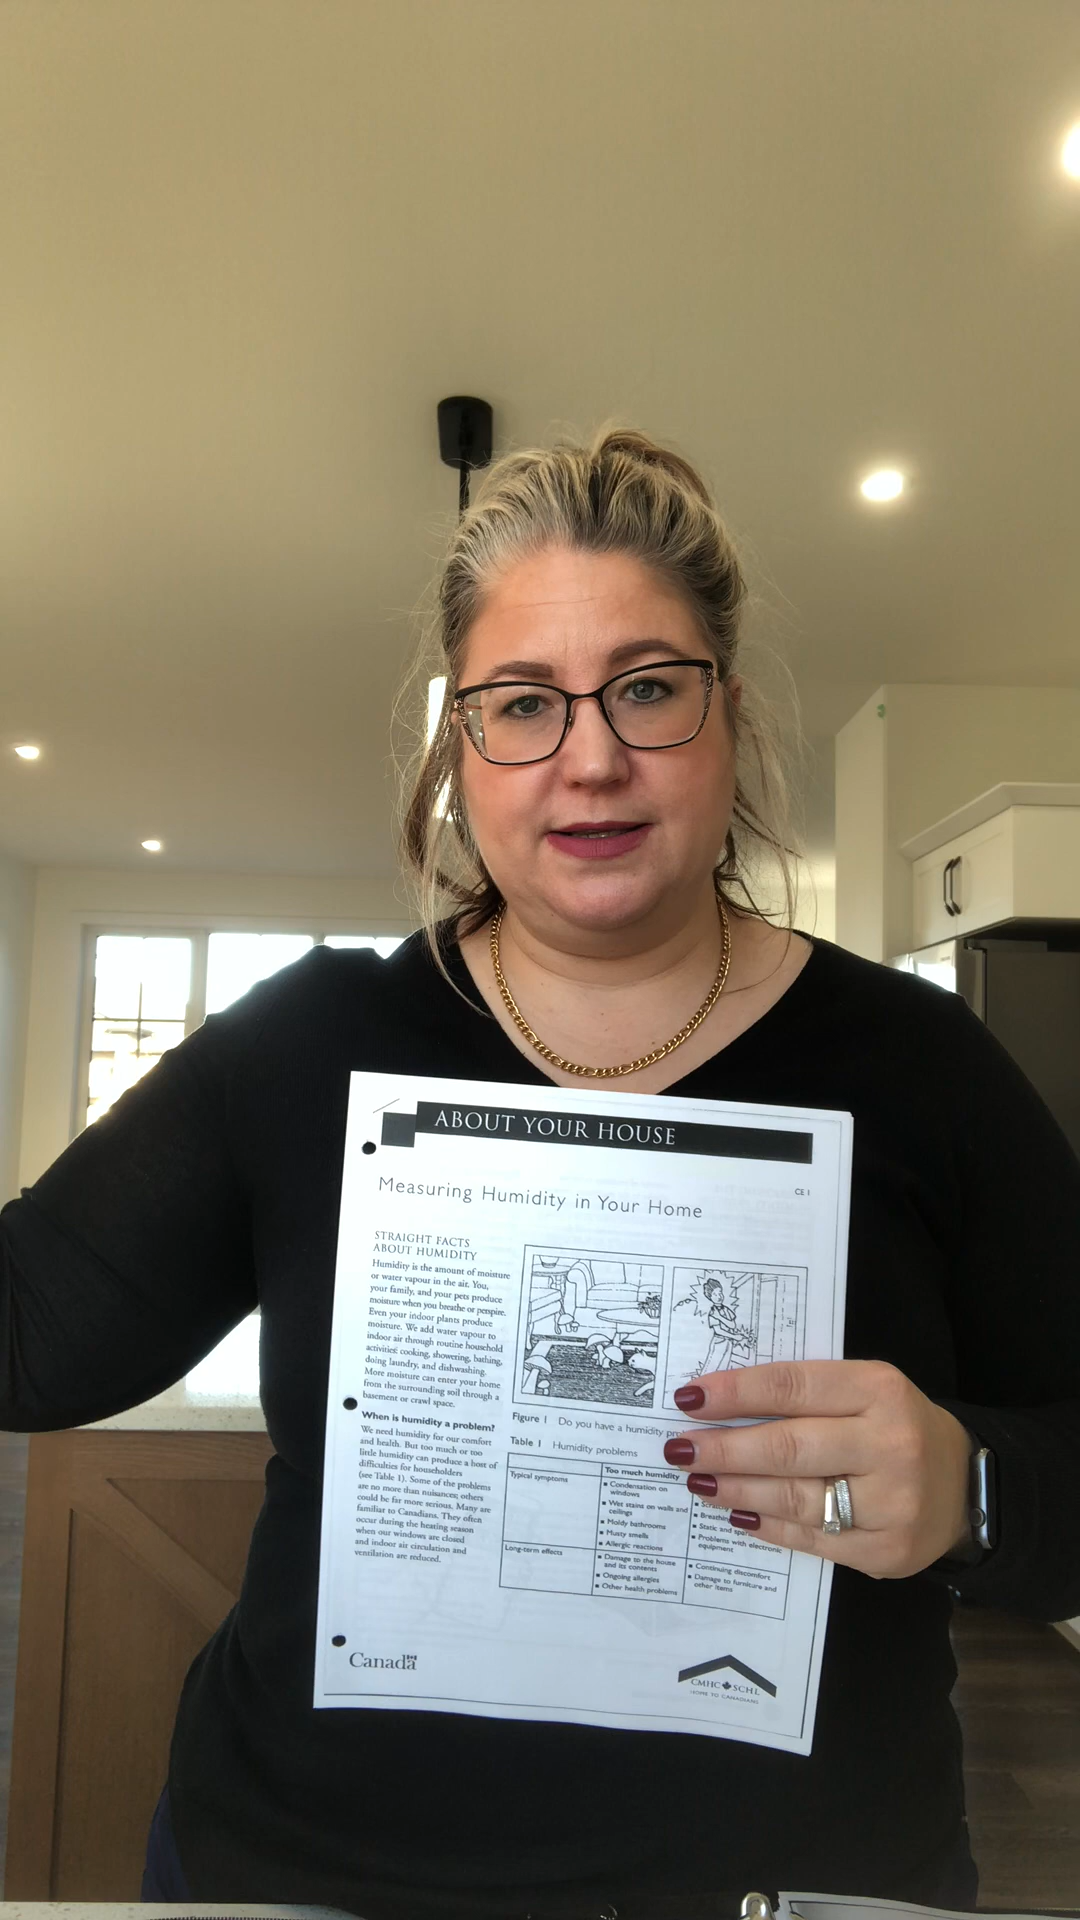 ABOUT YOUR HOUSE
CE 1
Measuring Humidity in Your Home
STRAIGHT FACTS
ABOUT HUMIDITY
Humidity is the amount of moisture
or water vapour in the air. You,
your family, and your pets produce
moisture when you breathe or perspire.
Even your indoor plants produce
moisture. We add water vapour to
indoor air through routine household
activities: cooking, showering, bathing,
doing laundry, and dishwashing.
More moisture can enter your home
from the surrounding soil through a
basement or crawl space.
When is humidity a problem?
We need humidity for our comfort
and health. But too much or too
little humidity can produce a host of
difficulties for householders
(see Table 1). Some of the problems
are no more than nuisances; others
could be far more serious. Many are
familiar to Canadians. They often
occur during the heating season
when our windows are closed
and indoor air circulation and
ventilation are reduced.
Figure 1 Do you have a humidity
Table 1 Humidity problems
Too much humidity
Typical symptoms
▪ Condensation on
windows
▪ Wet stains on walls and
ceilings
▪ Moldy bathrooms
▪ Musty smells
▪ Allergic reactions
▪ Static and
▪ Problems with electronic
equipment
Long-term effects
▪ Damage to the house
and its contents
▪ Ongoing allergies
▪ Other health problems
▪ Continuing discomfort
▪ Damage to furniture and
other items
Canada
CMHC SCHL
HOME TO CANADIANS